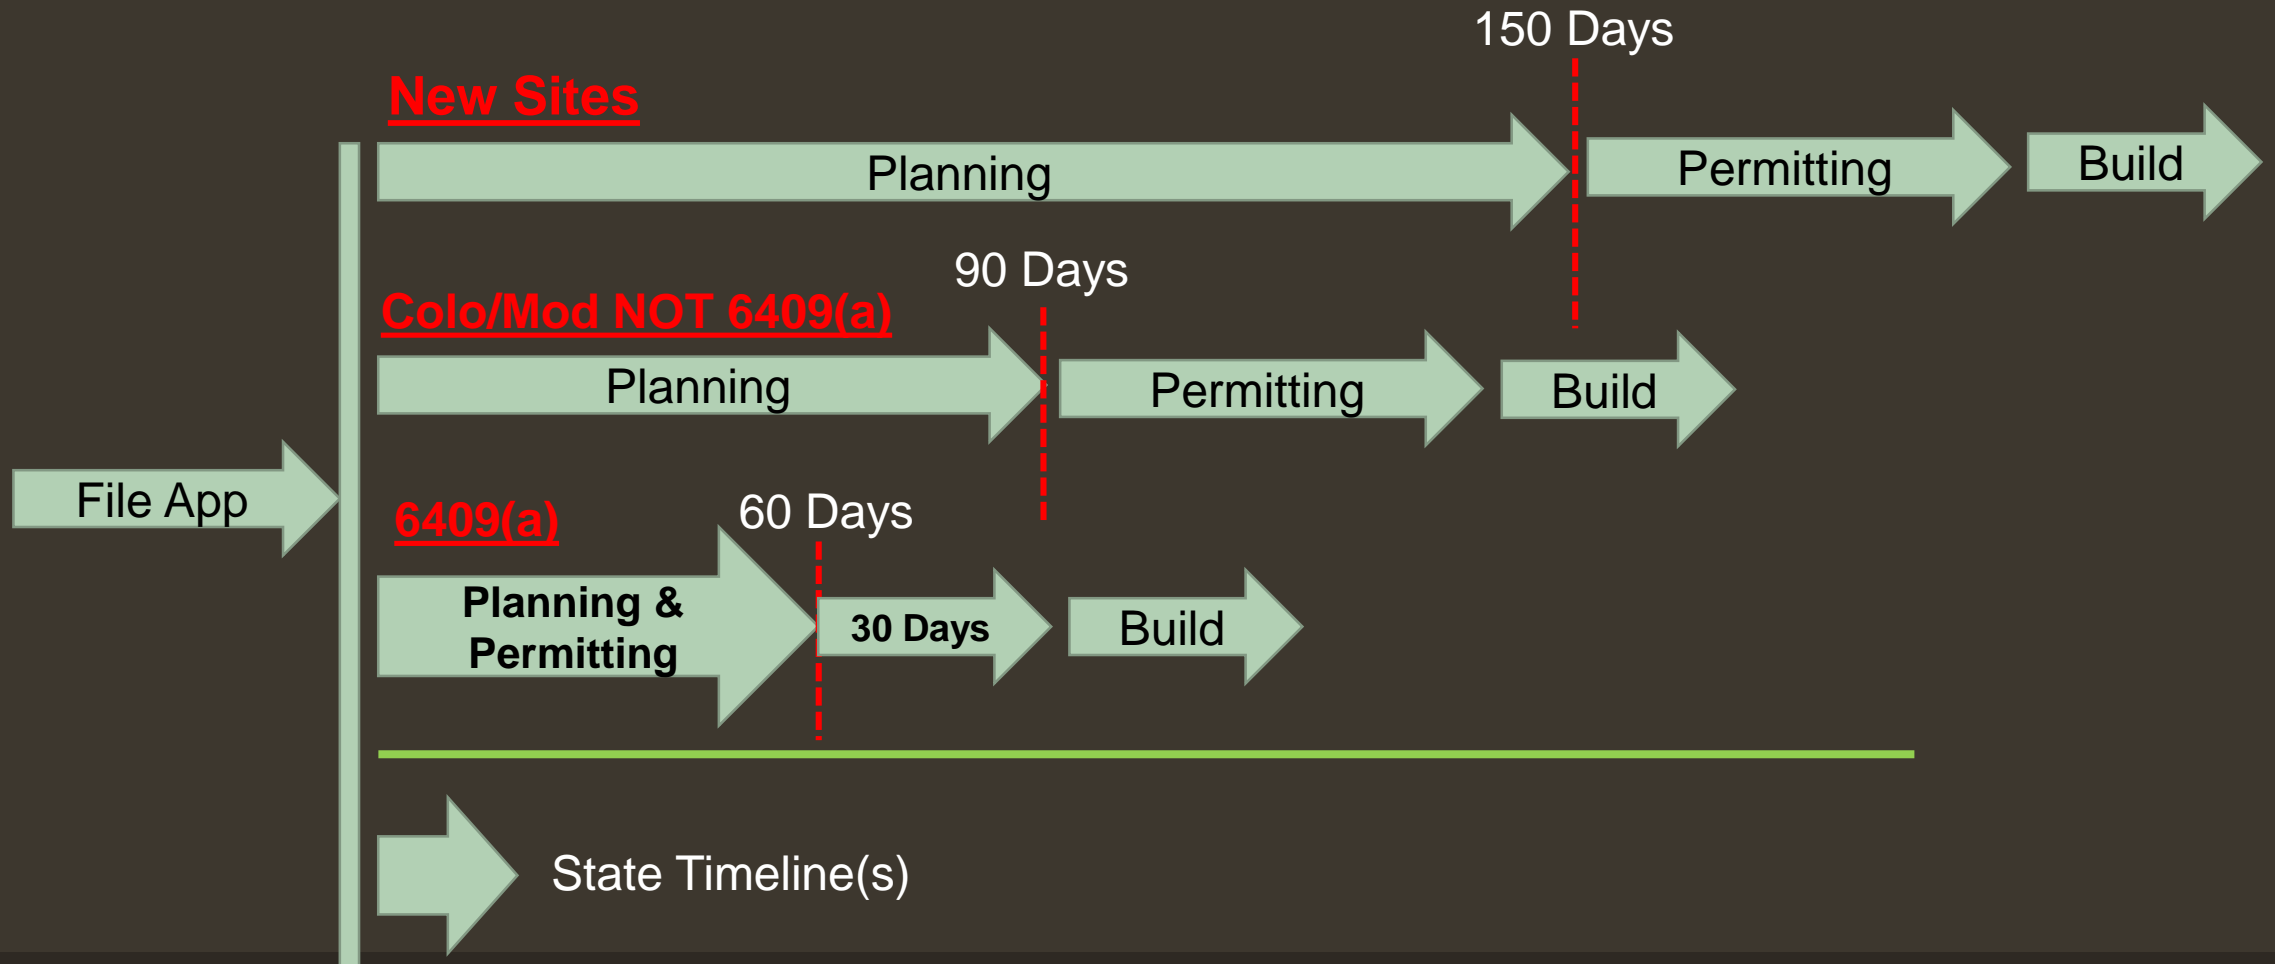 150 Days
New Sites
Planning
Permitting
Build
90 Days
Colo/Mod NOT 6409(a)
Planning
Permitting
Build
File App
6409(a)
60 Days
Planning &
Permitting
30 Days
Build
State Timeline(s)